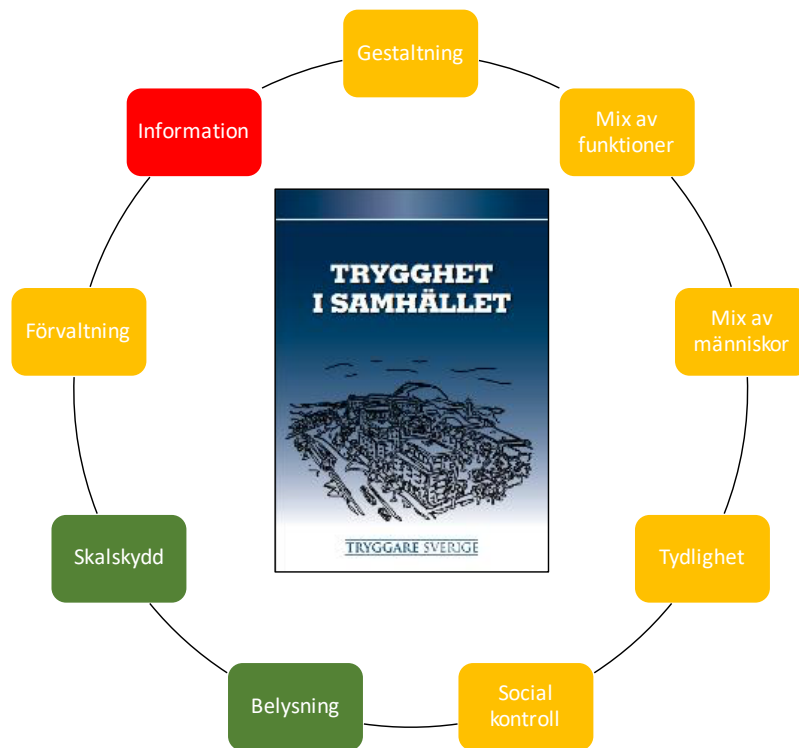 Gestaltning
Mix av
funktioner
Mix av
människor
Tydlighet
Social
kontroll
Belysning
Skalskydd
Förvaltning
Information
TRYGGHET
I SAMHÄLLET
TRYGGARE SVERIGE